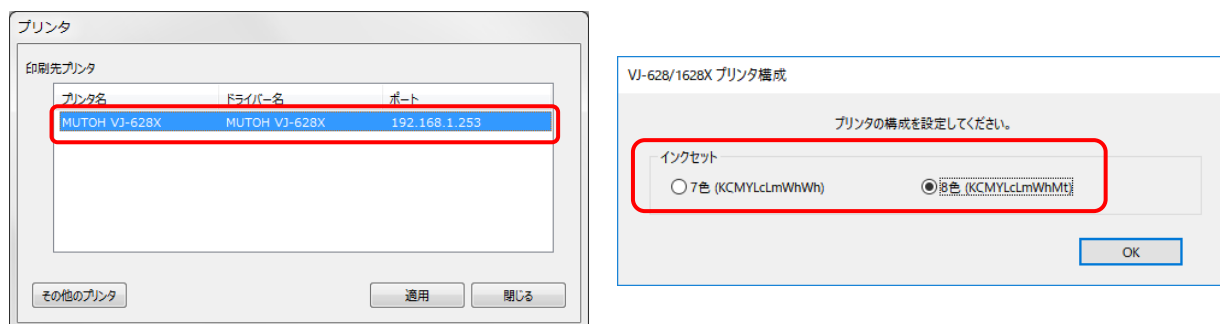 プリンタ
印刷先プリンタ
プリンタ名 ドライバー名 ポート
MUTOH VJ-628X MUTOH VJ-628X 192.168.1.253
その他のプリンタ 適用 閉じる
VJ-628/1628X プリンタ構成
プリンタの構成を設定してください。
インクセット
7色 (KCMYLcLmWhWh) 8色 (KCMYLcLmWhMt)
OK